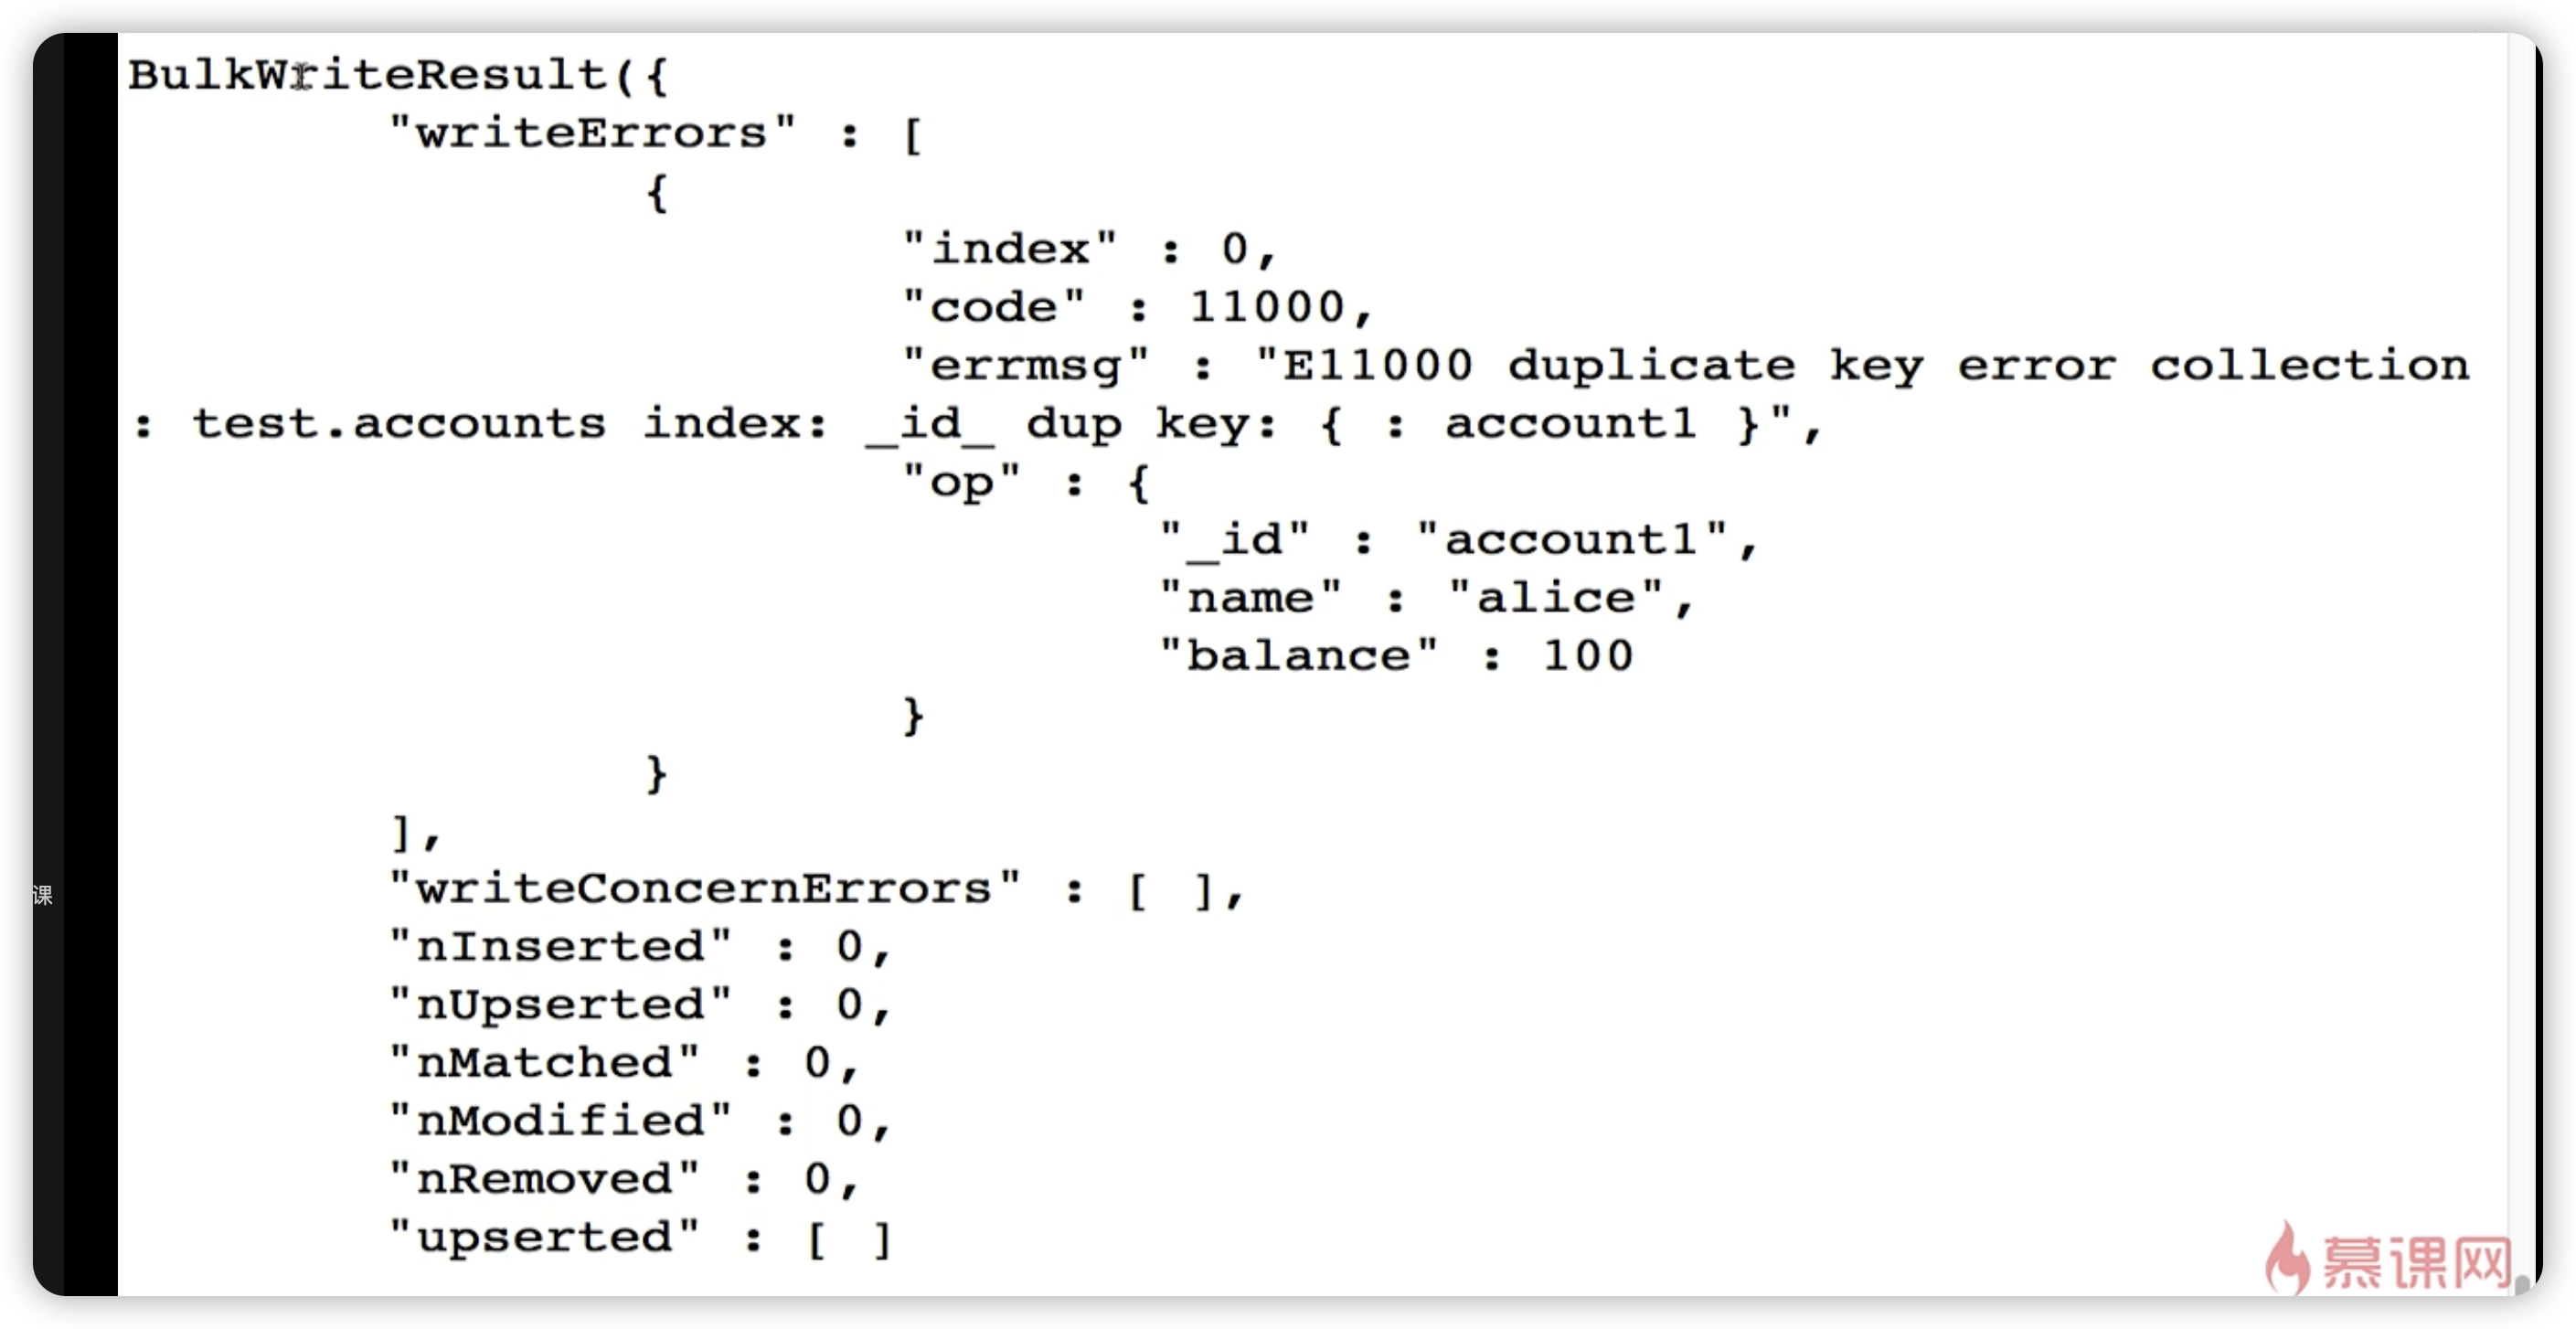 BulkWriteResult({
"writeErrors" : [
{
"index" : 0,
"code" : 11000,
"errmsg" : "E11000 duplicate key error collection
: test.accounts index: _id_ dup key: { : account1 }",
"op" : {
"_id" : "account1",
"name" : "alice",
"balance" : 100
}
}
],
"writeConcernErrors" : [ ],
"nInserted" : 0,
"nUpserted" : 0,
"nMatched" : 0,
"nModified" : 0,
"nRemoved" : 0,
"upserted" : [ ]
课
慕课网